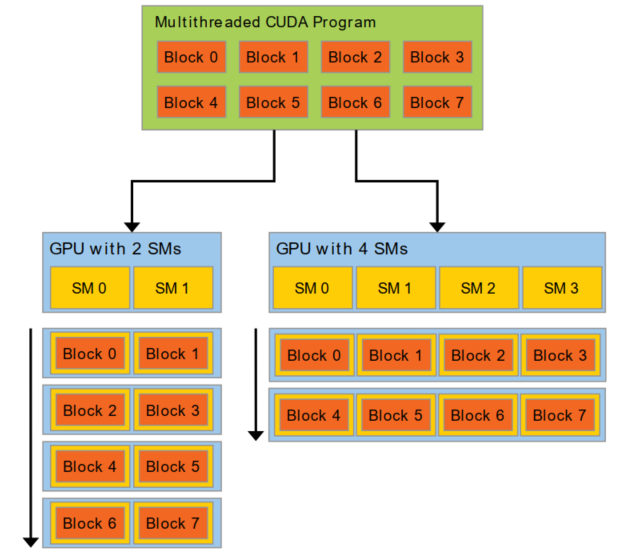 Multithreaded CUDA Program
Block 0 Block 1 Block 2 Block 3
Block 4 Block 5 Block 6 Block 7
GPU with 2 SMs
SM 0 SM 1
Block 0 Block 1
Block 2 Block 3
Block 4 Block 5
Block 6 Block 7
GPU with 4 SMs
SM 0 SM 1 SM 2 SM 3
Block 0 Block 1 Block 2 Block 3
Block 4 Block 5 Block 6 Block 7